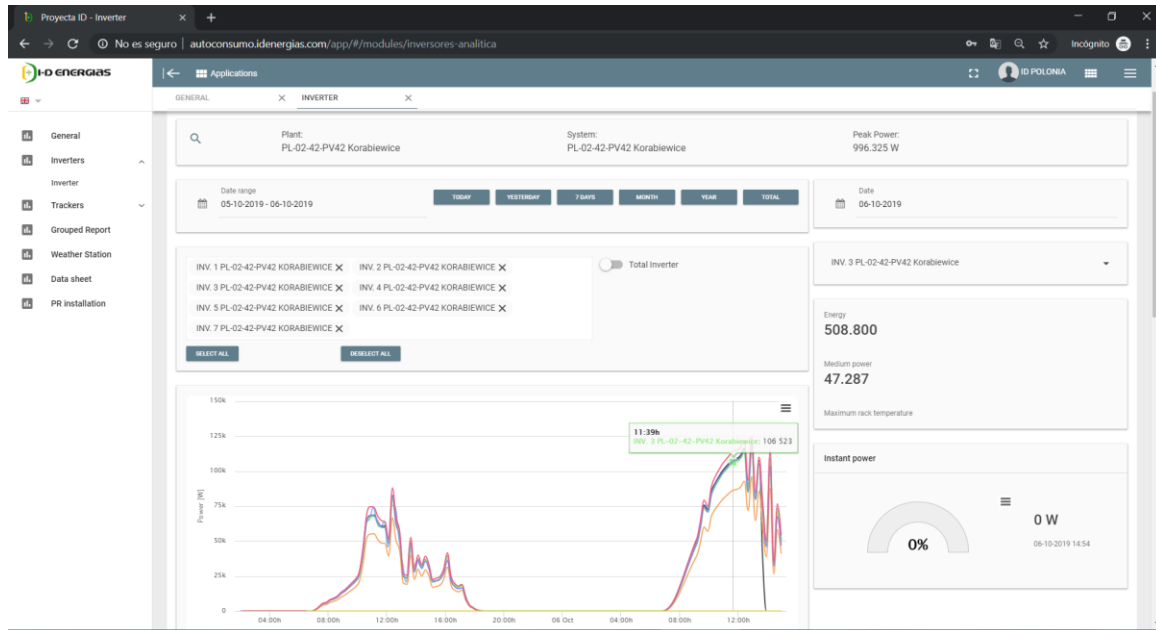 Proyecta ID - Inverter
No es seguro | autoconsumo.idenergias.com/app/#/modules/inversores-analitica
Incógnito
I-D ENERGIAS
Applications
ID POLONIA
GENERAL
INVERTER
General
Inverters
Inverter
Trackers
Grouped Report
Weather Station
Data sheet
PR installation
Plant:
PL-02-42-PV42 Korabiewice
System:
PL-02-42-PV42 Korabiewice
Peak Power:
996.325 W
Date range
05-10-2019 - 06-10-2019
TODAY
YESTERDAY
7 DAYS
MONTH
YEAR
TOTAL
Date
06-10-2019
INV. 1 PL-02-42-PV42 KORABIEWICE
INV. 2 PL-02-42-PV42 KORABIEWICE
INV. 3 PL-02-42-PV42 KORABIEWICE
INV. 4 PL-02-42-PV42 KORABIEWICE
INV. 5 PL-02-42-PV42 KORABIEWICE
INV. 6 PL-02-42-PV42 KORABIEWICE
INV. 7 PL-02-42-PV42 KORABIEWICE
Total Inverter
SELECT ALL
DESELECT ALL
INV. 3 PL-02-42-PV42 Korabiewice
Energy
508.800
Medium power
47.287
Maximum rack temperature
Instant power
0%
0 W
06-10-2019 14:54
Power [W]
150k
125k
100k
75k
50k
25k
0
11:39h
INV. 3 PL-02-42-PV42 Korabiewice: 106 523
04:00h
08:00h
12:00h
16:00h
20:00h
06 Oct
04:00h
08:00h
12:00h